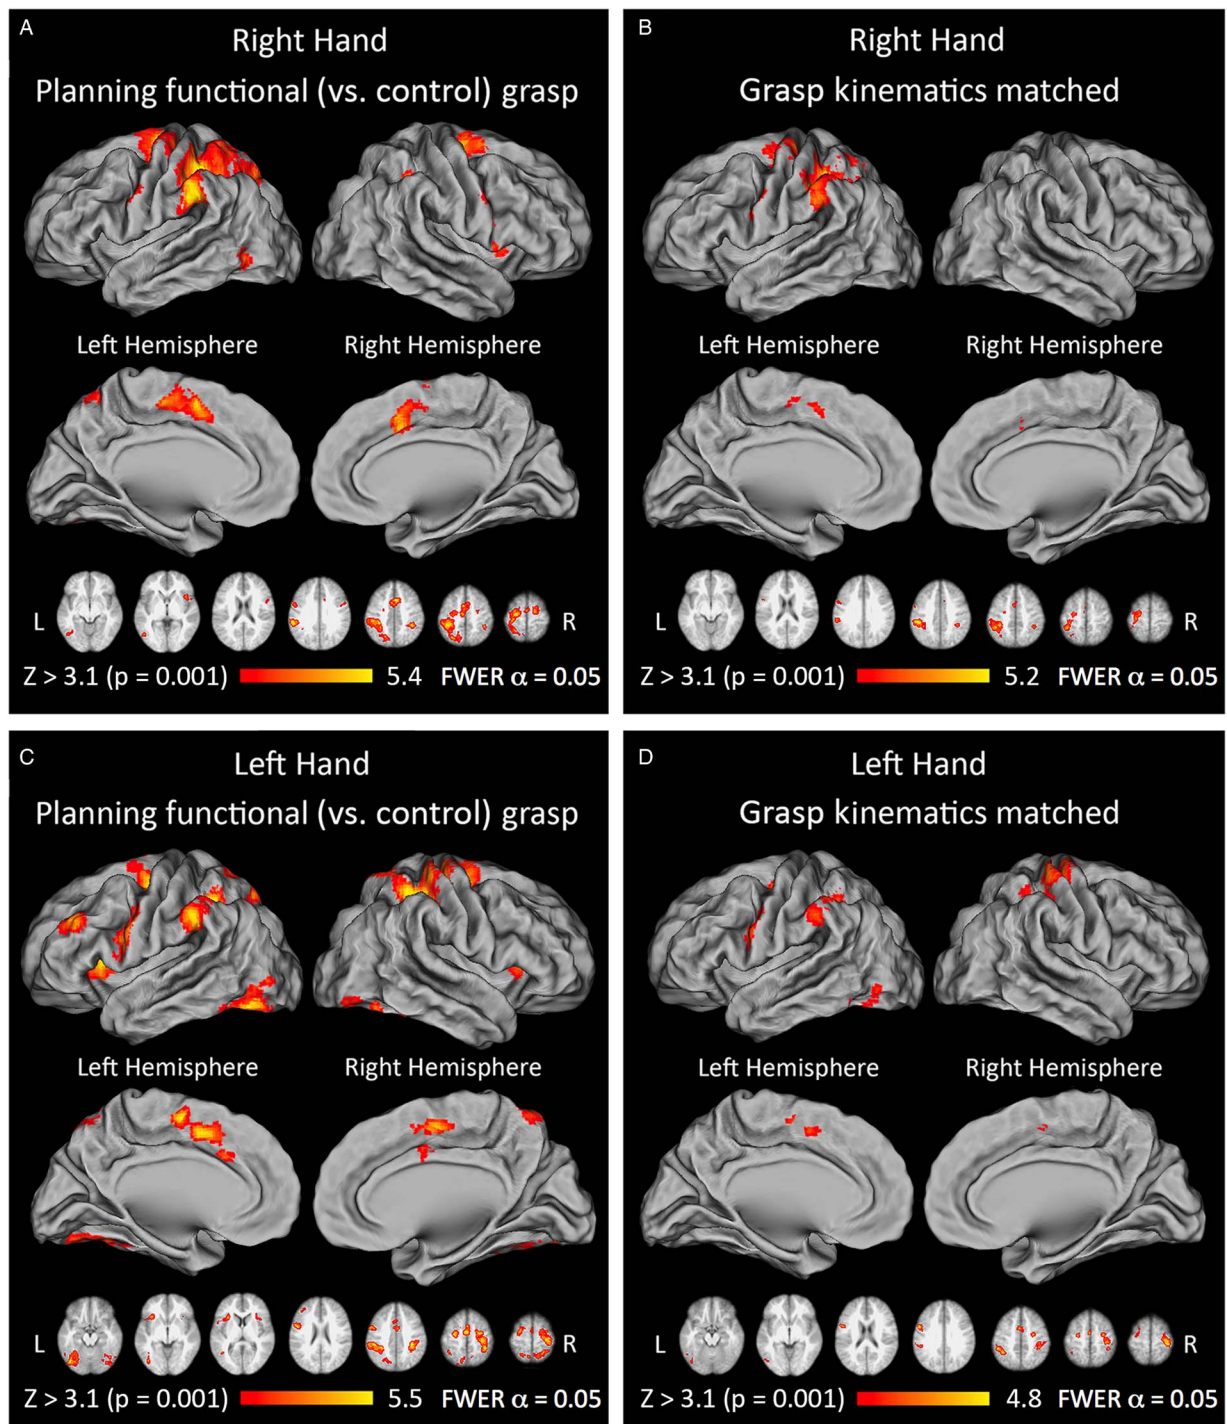 A
Right Hand
Planning functional (vs. control) grasp
Left Hemisphere
Right Hemisphere
L
R
Z > 3.1 (p = 0.001)
5.4
FWER α = 0.05
B
Right Hand
Grasp kinematics matched
Left Hemisphere
Right Hemisphere
L
R
Z > 3.1 (p = 0.001)
5.2
FWER α = 0.05
C
Left Hand
Planning functional (vs. control) grasp
Left Hemisphere
Right Hemisphere
L
R
Z > 3.1 (p = 0.001)
5.5
FWER α = 0.05
D
Left Hand
Grasp kinematics matched
Left Hemisphere
Right Hemisphere
L
R
Z > 3.1 (p = 0.001)
4.8
FWER α = 0.05